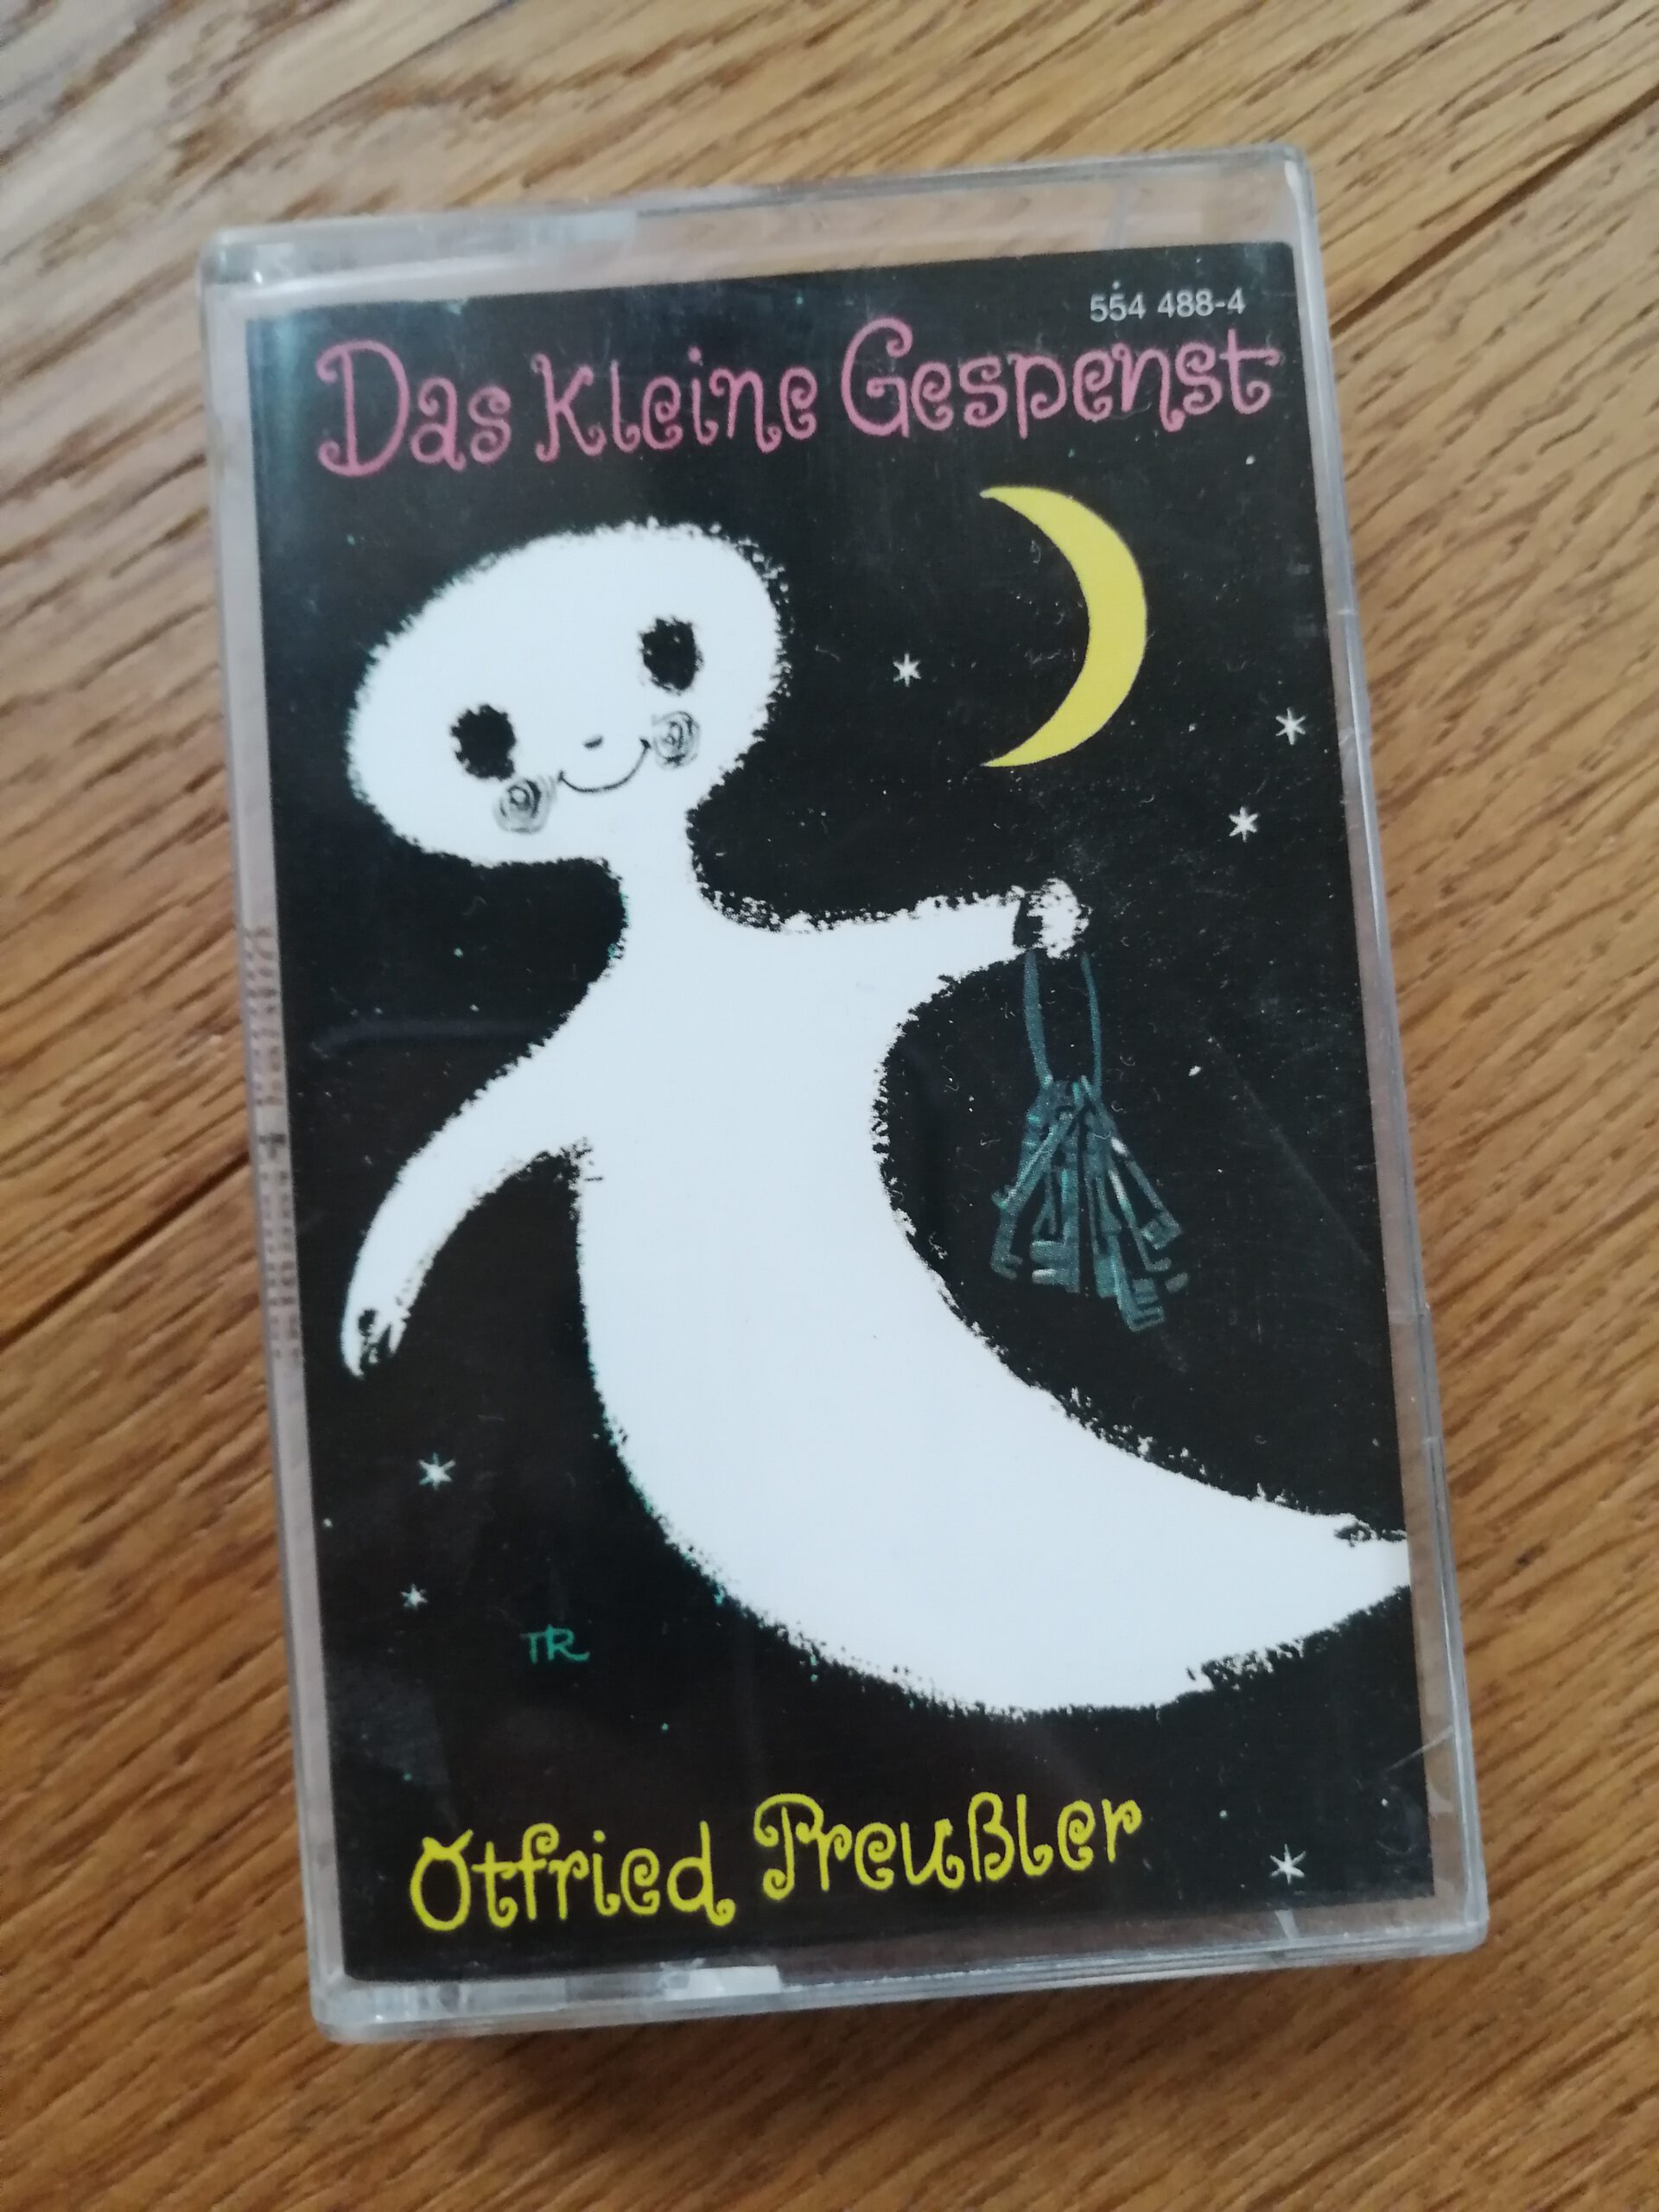 554 488-4
Das kleine Gespenst
TR
Otfried Preußler